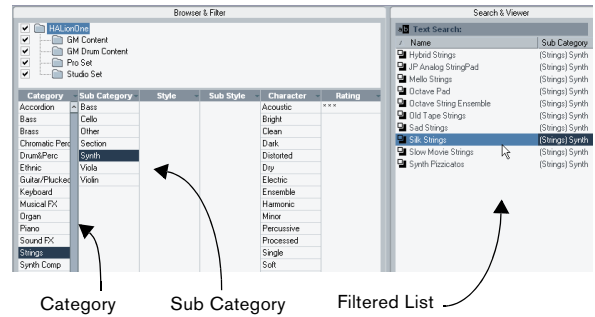 Browser & Filter
Search & Viewer
HALionOne
GM Content
GM Drum Content
Pro Set
Studio Set
Text Search:
Name Sub Category
Hybrid Strings (Strings) Synth
JP Analog StringPad (Strings) Synth
Mello Strings (Strings) Synth
Octave Pad (Strings) Synth
Octave String Ensemble (Strings) Synth
Old Tape Strings (Strings) Synth
Sad Strings (Strings) Synth
Silk Strings (Strings) Synth
Slow Movie Strings (Strings) Synth
Synth Pizzicatos (Strings) Synth
Category Sub Category Style Sub Style Character Rating
Accordion Bass Acoustic ***
Bass Cello Bright
Brass Other Clean
Chromatic Perc Section Dark
Drum&Perc Synth Distorted
Ethnic Viola Dry
Guitar/Plucked Violin Electric
Keyboard Ensemble
Musical FX Harmonic
Organ Minor
Piano Percussive
Sound FX Processed
Strings Single
Synth Comp Soft
Category Sub Category Filtered List